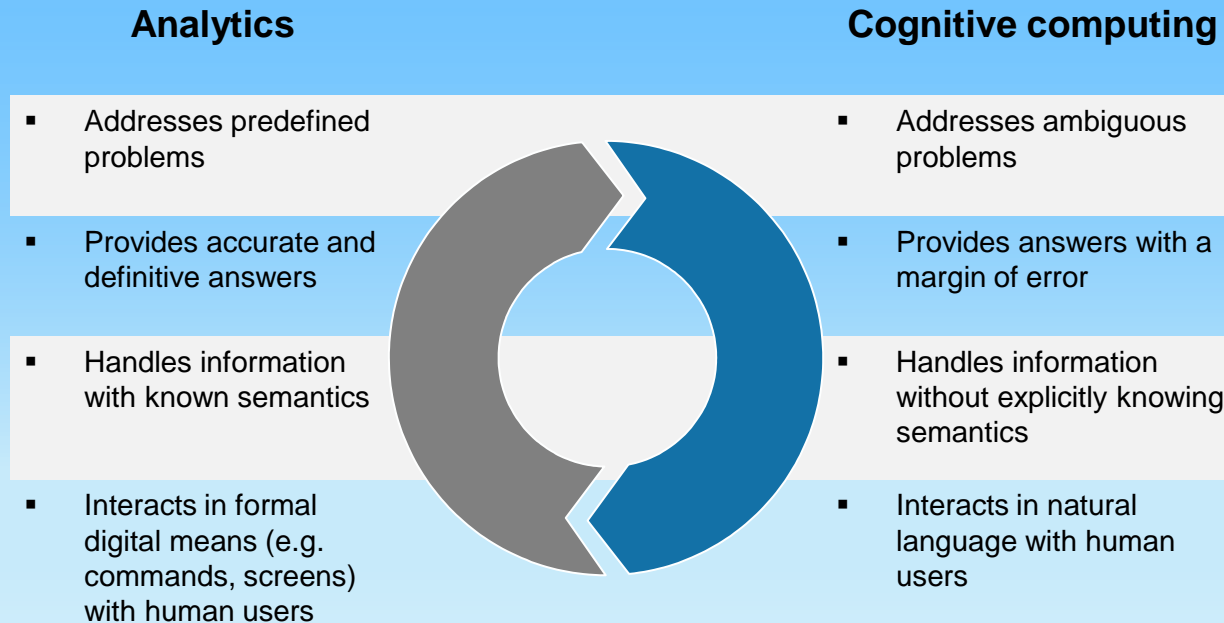 Analytics
▪ Addresses predefined
problems
▪ Provides accurate and
definitive answers
▪ Handles information
with known semantics
▪ Interacts in formal
digital means (e.g.
commands, screens)
with human users
Cognitive computing
▪ Addresses ambiguous
problems
▪ Provides answers with a
margin of error
▪ Handles information
without explicitly knowing
semantics
▪ Interacts in natural
language with human
users